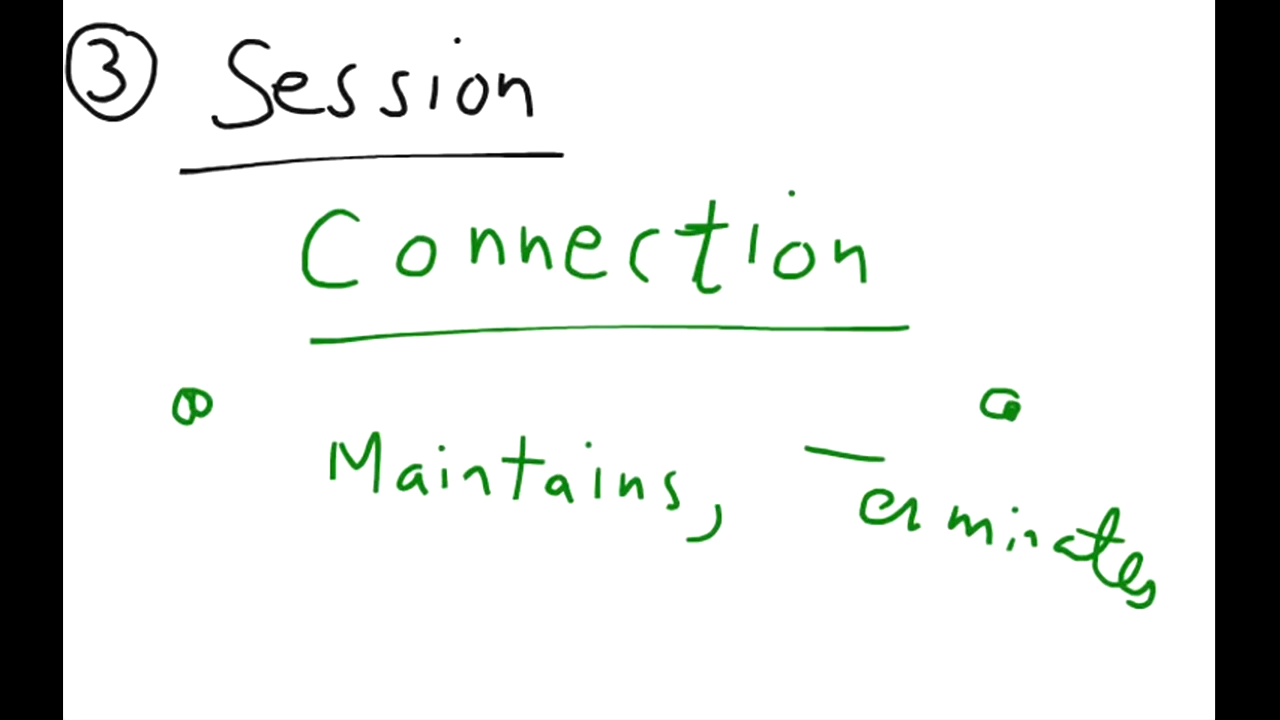 ③ Session
Connection
Maintains, Terminates